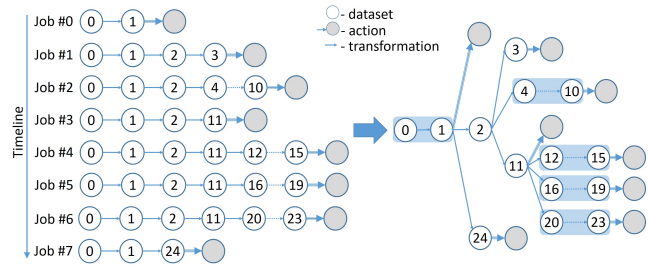 - dataset
- action
- transformation
Timeline
Job #0 0 1
Job #1 0 1 2 3
Job #2 0 1 2 4 10
Job #3 0 1 2 11
Job #4 0 1 2 11 12 15
Job #5 0 1 2 11 16 19
Job #6 0 1 2 11 20 23
Job #7 0 1 24
3
4 10
0 1 2
11
12 15
16 19
20 23
24